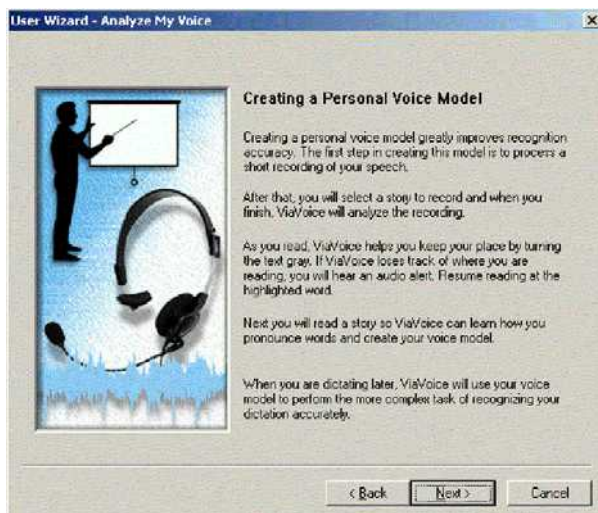 User Wizard - Analyze My Voice
Creating a Personal Voice Model
Creating a personal voice model greatly improves recognition
accuracy. The first step in creating this model is to process a
short recording of your speech.
After that, you will select a story to record and when you
finish, ViaVoice will analyze the recording.
As you read, ViaVoice helps you keep your place by turning
the text gray. If ViaVoice loses track of where you are
reading, you will hear an audio alert. Resume reading at the
highlighted word.
Next you will read a story so ViaVoice can learn how you
pronounce words and create your voice model.
When you are dictating later, ViaVoice will use your voice
model to perform the more complex task of recognizing your
dictation accurately.
< Back Next > Cancel